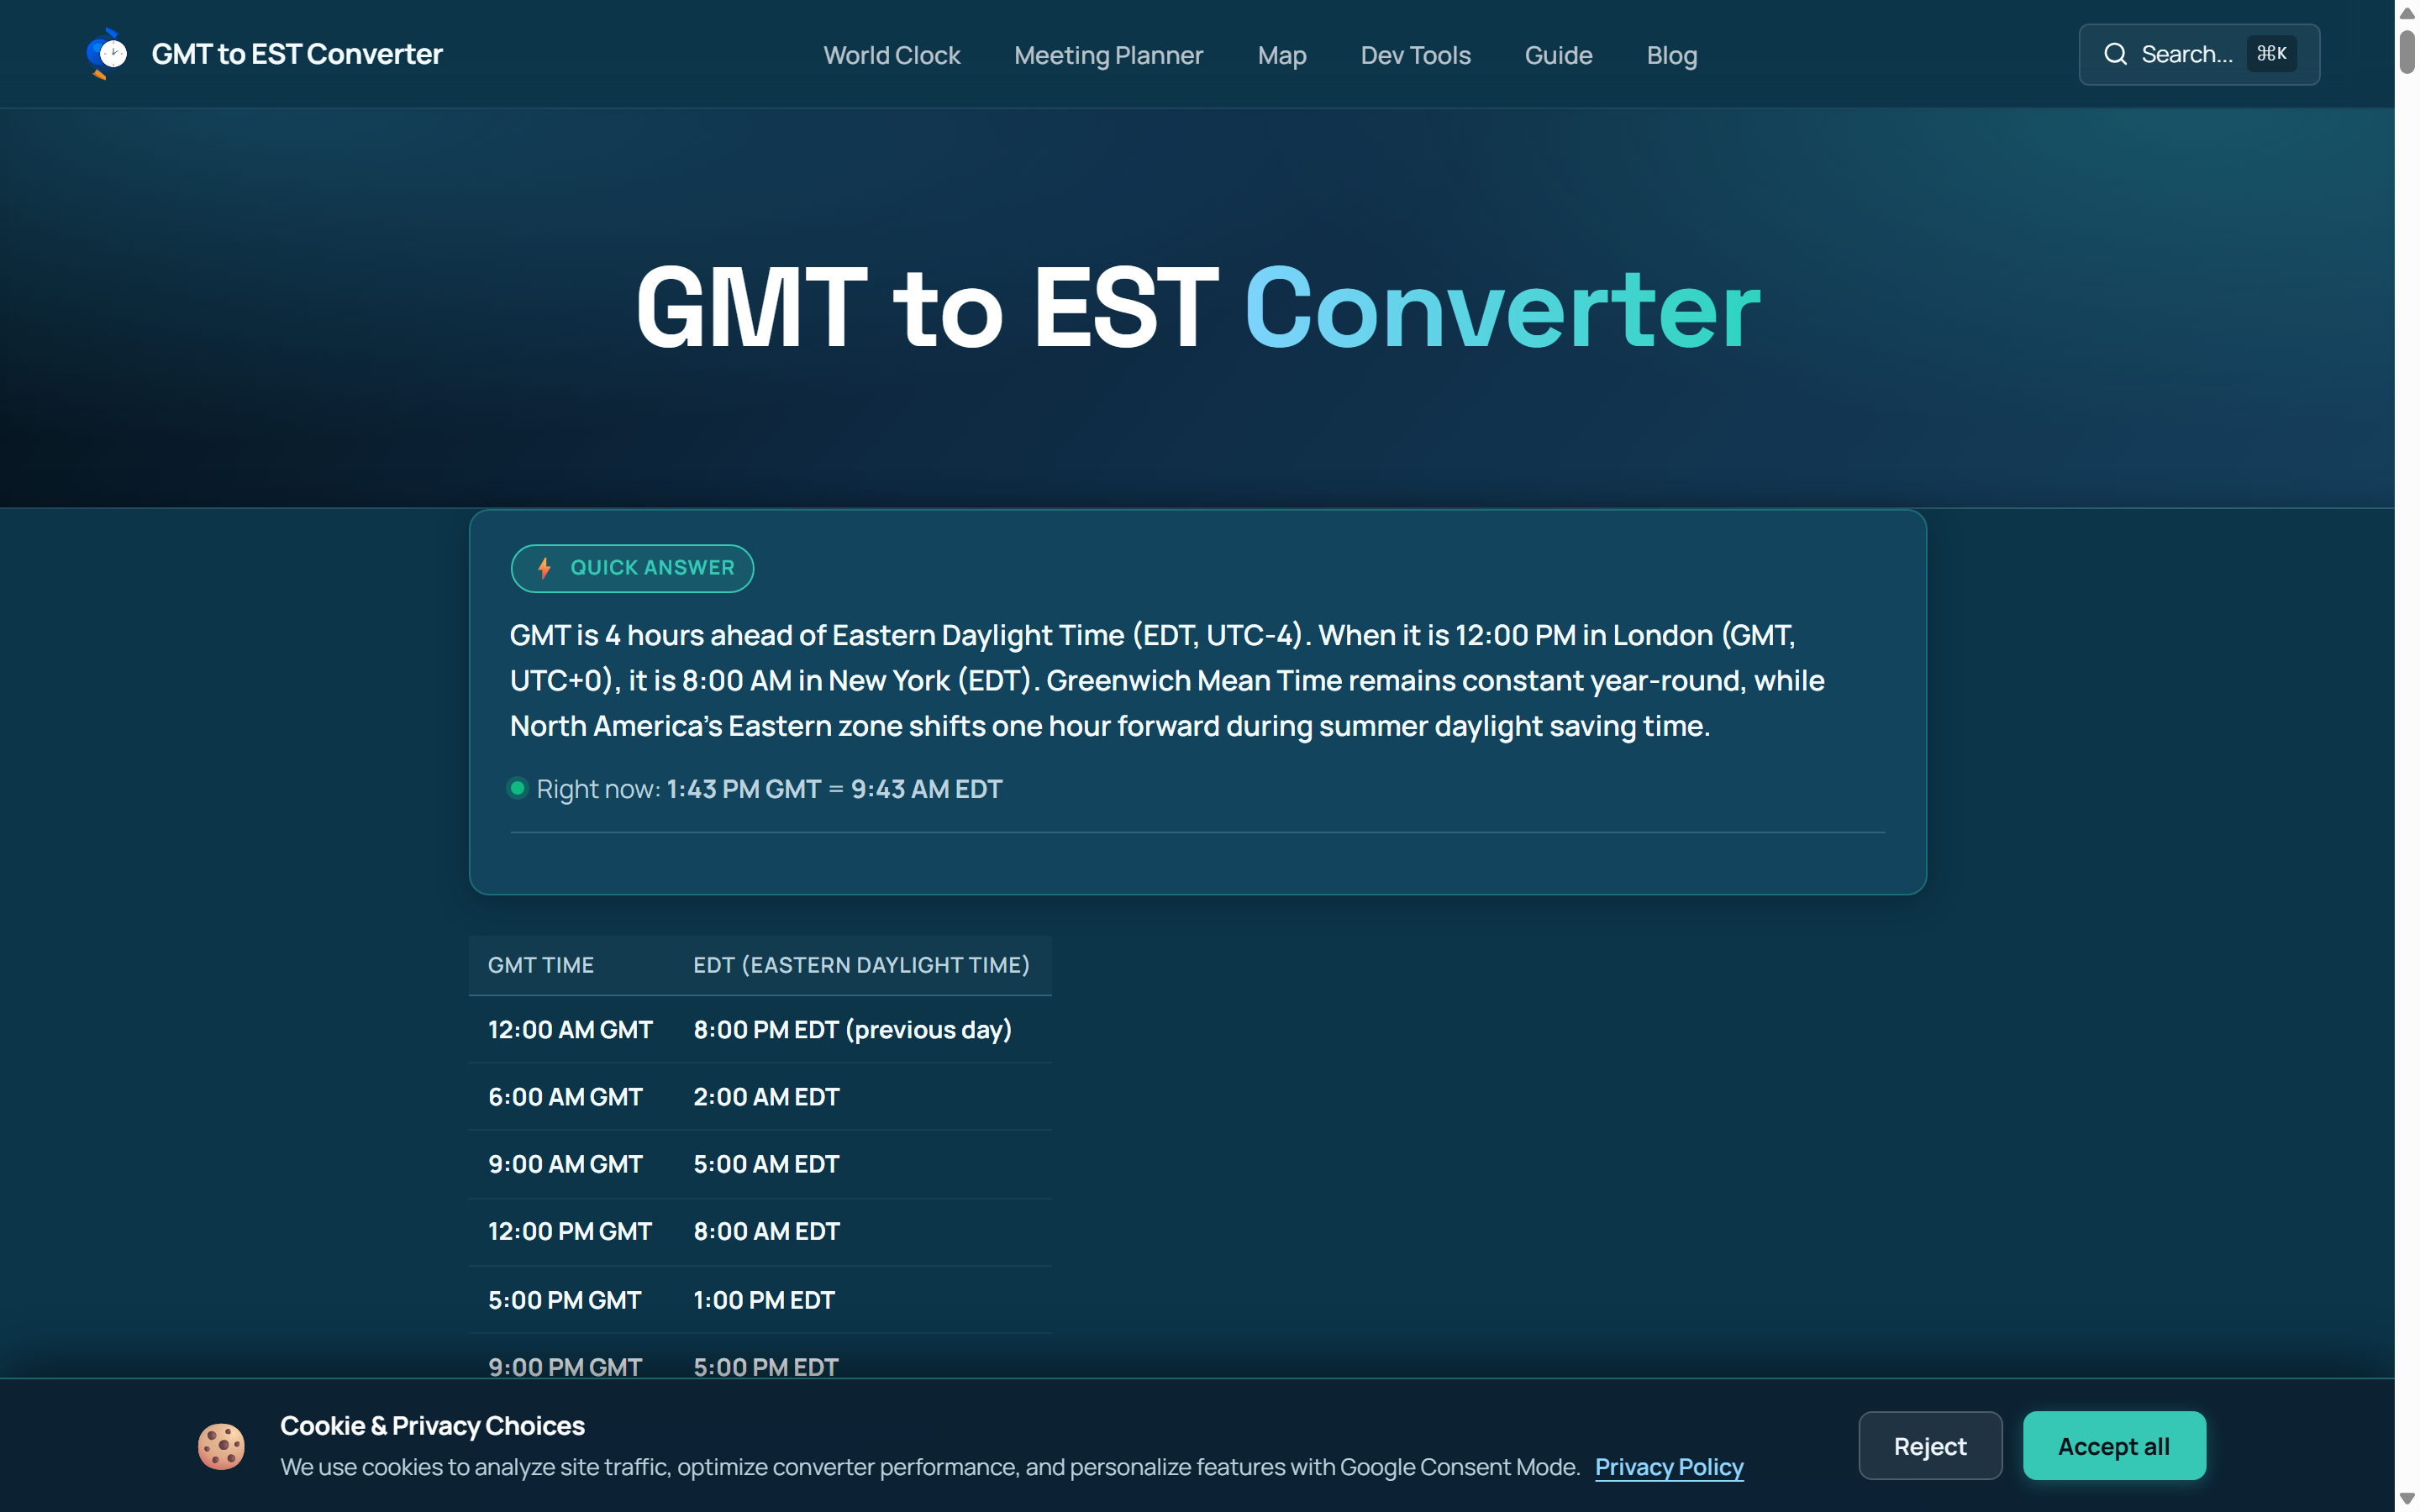 GMT to EST Converter
World Clock
Meeting Planner
Map
Dev Tools
Guide
Blog
Search... ⌘K
GMT to EST Converter
QUICK ANSWER
GMT is 4 hours ahead of Eastern Daylight Time (EDT, UTC-4). When it is 12:00 PM in London (GMT,
UTC+0), it is 8:00 AM in New York (EDT). Greenwich Mean Time remains constant year-round, while
North America's Eastern zone shifts one hour forward during summer daylight saving time.
Right now: 1:43 PM GMT = 9:43 AM EDT
GMT TIME EDT (EASTERN DAYLIGHT TIME)
12:00 AM GMT 8:00 PM EDT (previous day)
6:00 AM GMT 2:00 AM EDT
9:00 AM GMT 5:00 AM EDT
12:00 PM GMT 8:00 AM EDT
5:00 PM GMT 1:00 PM EDT
9:00 PM GMT 5:00 PM EDT
Cookie & Privacy Choices
We use cookies to analyze site traffic, optimize converter performance, and personalize features with Google Consent Mode. Privacy Policy
Reject
Accept all